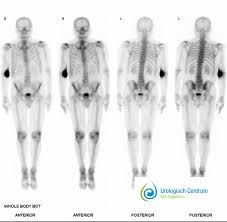 Urologisch Centrum
WHOLE BODY BOT
ANTERIOR
ANTERIOR
POSTERIOR
POSTERIOR